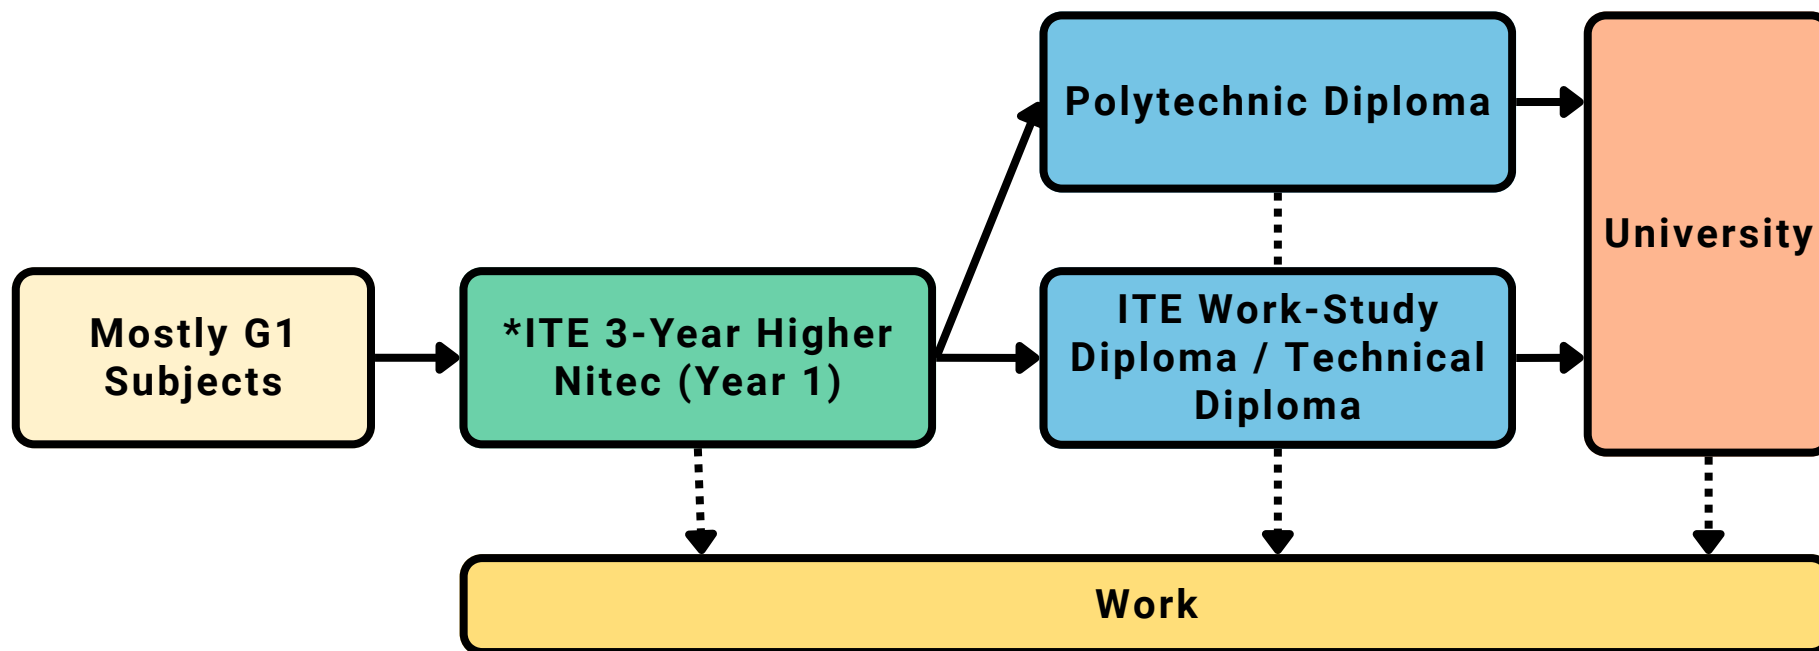 Mostly G1
Subjects
*ITE 3-Year Higher
Nitec (Year 1)
Polytechnic Diploma
ITE Work-Study
Diploma / Technical
Diploma
University
Work